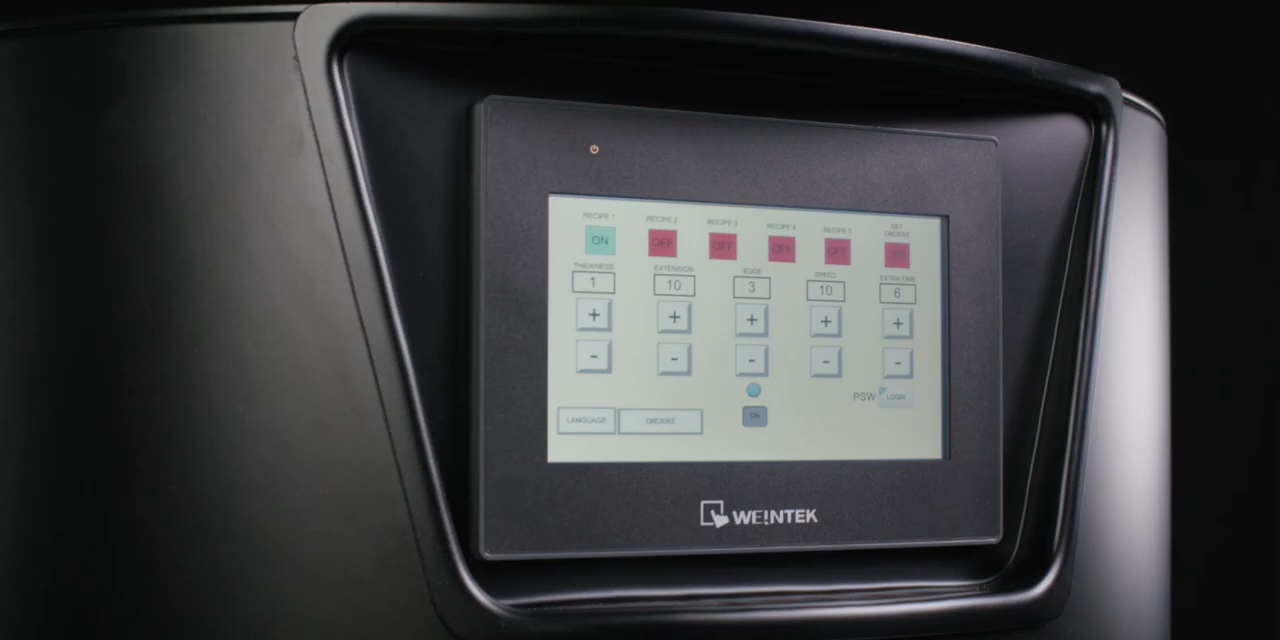 RECIPE 1 RECIPE 2 RECIPE 3 RECIPE 4 RECIPE 5 SET
ORDERS
ON OFF OFF OFF OFF
THICKNESS EXTENSION EDGE SPEED EXTRA TIME
1 10 3 10 6
+ + + + +
- - - - -
PSW LOGIN
ON
LANGUAGE ORDERS
WEINTEK